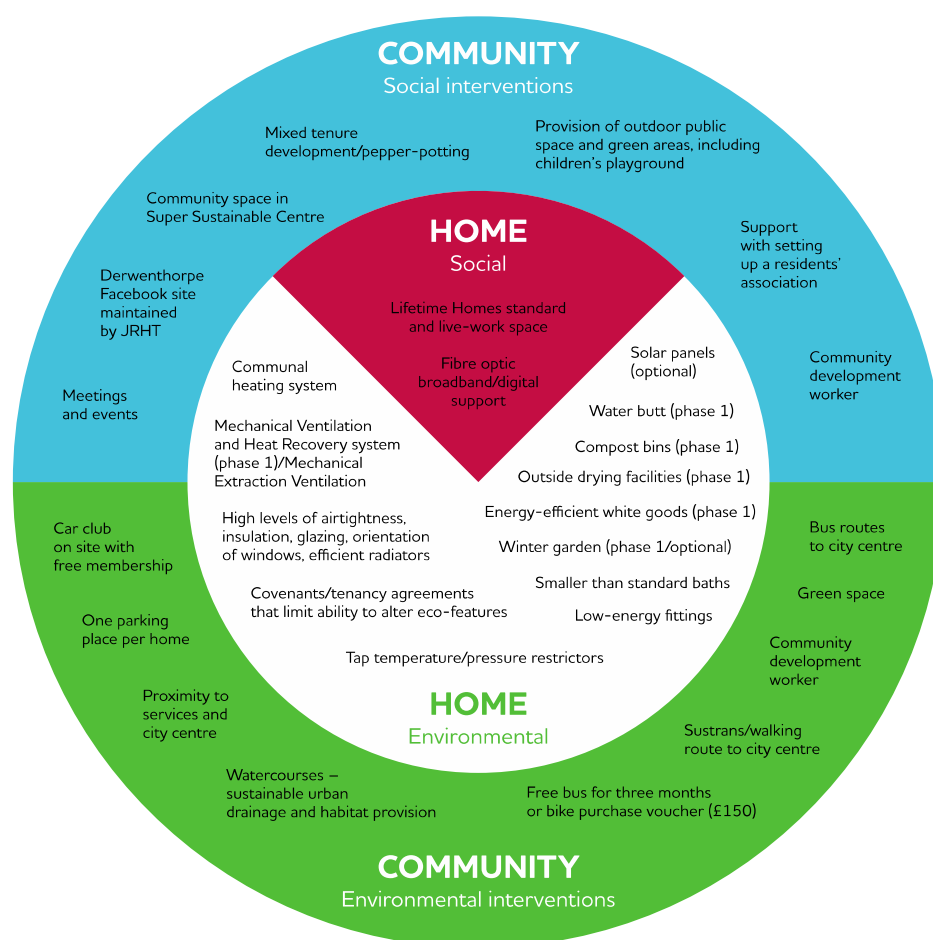 COMMUNITY
Social interventions
Mixed tenure
development/pepper-potting
Provision of outdoor public
space and green areas, including
children's playground
Community space in
Super Sustainable Centre
Support
with setting
up a residents'
association
Derwenthorpe
Facebook site
maintained
by JRHT
Community
development
worker
Meetings
and events
HOME
Social
Lifetime Homes standard
and live-work space
Fibre optic
broadband/digital
support
Communal
heating system
Mechanical Ventilation
and Heat Recovery system
(phase 1)/Mechanical
Extraction Ventilation
High levels of airtightness,
insulation, glazing, orientation
of windows, efficient radiators
Covenants/tenancy agreements
that limit ability to alter eco-features
Solar panels
(optional)
Water butt (phase 1)
Compost bins (phase 1)
Outside drying facilities (phase 1)
Energy-efficient white goods (phase 1)
Winter garden (phase 1/optional)
Smaller than standard baths
Low-energy fittings
Tap temperature/pressure restrictors
HOME
Environmental
Car club
on site with
free membership
One parking
place per home
Proximity to
services and
city centre
Watercourses –
sustainable urban
drainage and habitat provision
Bus routes
to city centre
Green space
Community
development
worker
Sustrans/walking
route to city centre
Free bus for three months
or bike purchase voucher (£150)
COMMUNITY
Environmental interventions